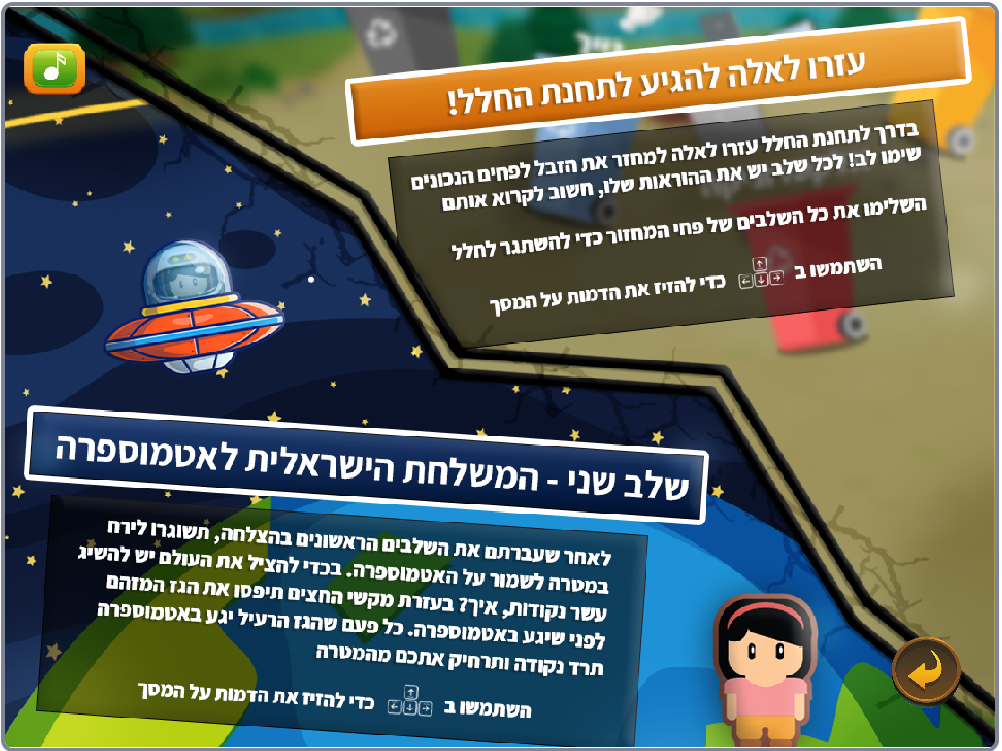 עזרו לאלה להגיע לתחנת החלל!
בדרך לתחנת החלל עזרו לאלה למחזר את הזבל לפחים הנכונים
שימו לב! לכל שלב יש את ההוראות שלו, חשוב לקרוא אותם
השלימו את כל השלבים של פחי המחזור כדי להשתגר לחלל
השתמשו ב ↑ ← ↓ → כדי להזיז את הדמות על המסך
שלב שני - המשלחת הישראלית לאטמוספרה
לאחר שעברתם את השלבים הראשונים בהצלחה, תשוגרו לירח
במטרה לשמור על האטמוספרה. בכדי להציל את העולם יש להשיג
עשר נקודות, איך? בעזרת מקשי החצים תיפסו את הגז המזהם
לפני שיגע באטמוספרה. כל פעם שהגז הרעיל יגע באטמוספרה
תרד נקודה ותרחיק אתכם מהמטרה
השתמשו ב ↑ ← ↓ → כדי להזיז את הדמות על המסך